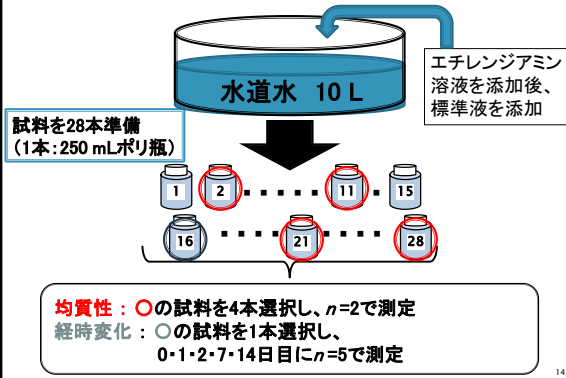 エチレンジアミン
溶液を添加後、
標準液を添加
水道水 10 L
試料を28本準備
(1本:250 mLポリ瓶)
1 2 ・・・・・ 11 ・・ 15
16 ・・・・ 21 ・・・・・ 28
均質性 : ○の試料を4本選択し、n=2で測定
経時変化 : ○の試料を1本選択し、
0・1・2・7・14日目にn=5で測定
14